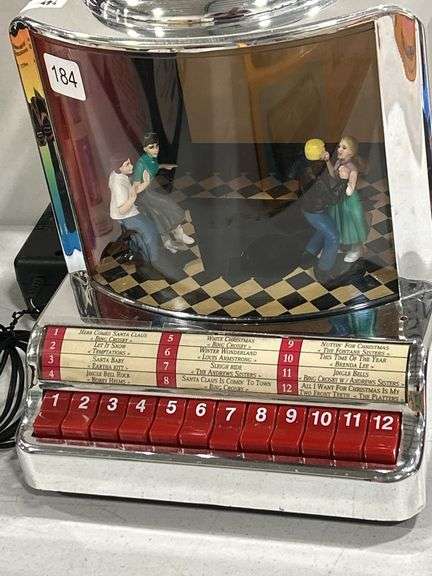 184
1 HERE COMES SANTA CLAUS
• BING CROSBY •
2 LET IT SNOW
• TEMPTATIONS •
3 SANTA BABY
• EARTHA KITT •
4 JINGLE BELL ROCK
• BOBBY HELMS •
5 WHITE CHRISTMAS
• BING CROSBY •
6 WINTER WONDERLAND
• LOUIS ARMSTRONG •
7 SLEIGH RIDE
• THE ANDREWS SISTERS •
8 SANTA CLAUS IS COMIN' TO TOWN
• BING CROSBY •
9 NUTTIN' FOR CHRISTMAS
• THE FONTANE SISTERS •
10 THIS TIME OF THE YEAR
• BRENDA LEE •
11 JINGLE BELLS
• BING CROSBY W/ ANDREWS SISTERS •
12 ALL I WANT FOR CHRISTMAS IS MY
TWO FRONT TEETH • THE PLATTERS
1 2 3 4 5 6 7 8 9 10 11 12